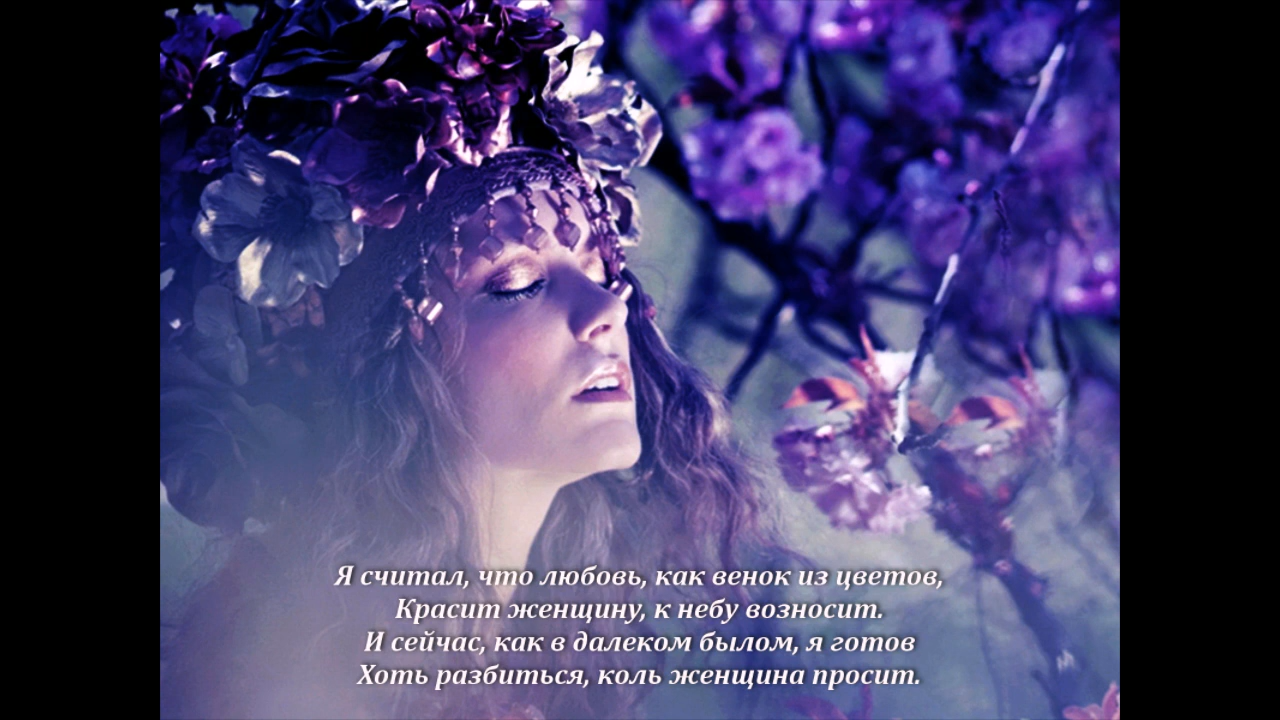 Я считал, что любовь, как венок из цветов,
Красит женщину, к небу возносит.
И сейчас, как в далеком былом, я готов
Хоть разбиться, коль женщина просит.